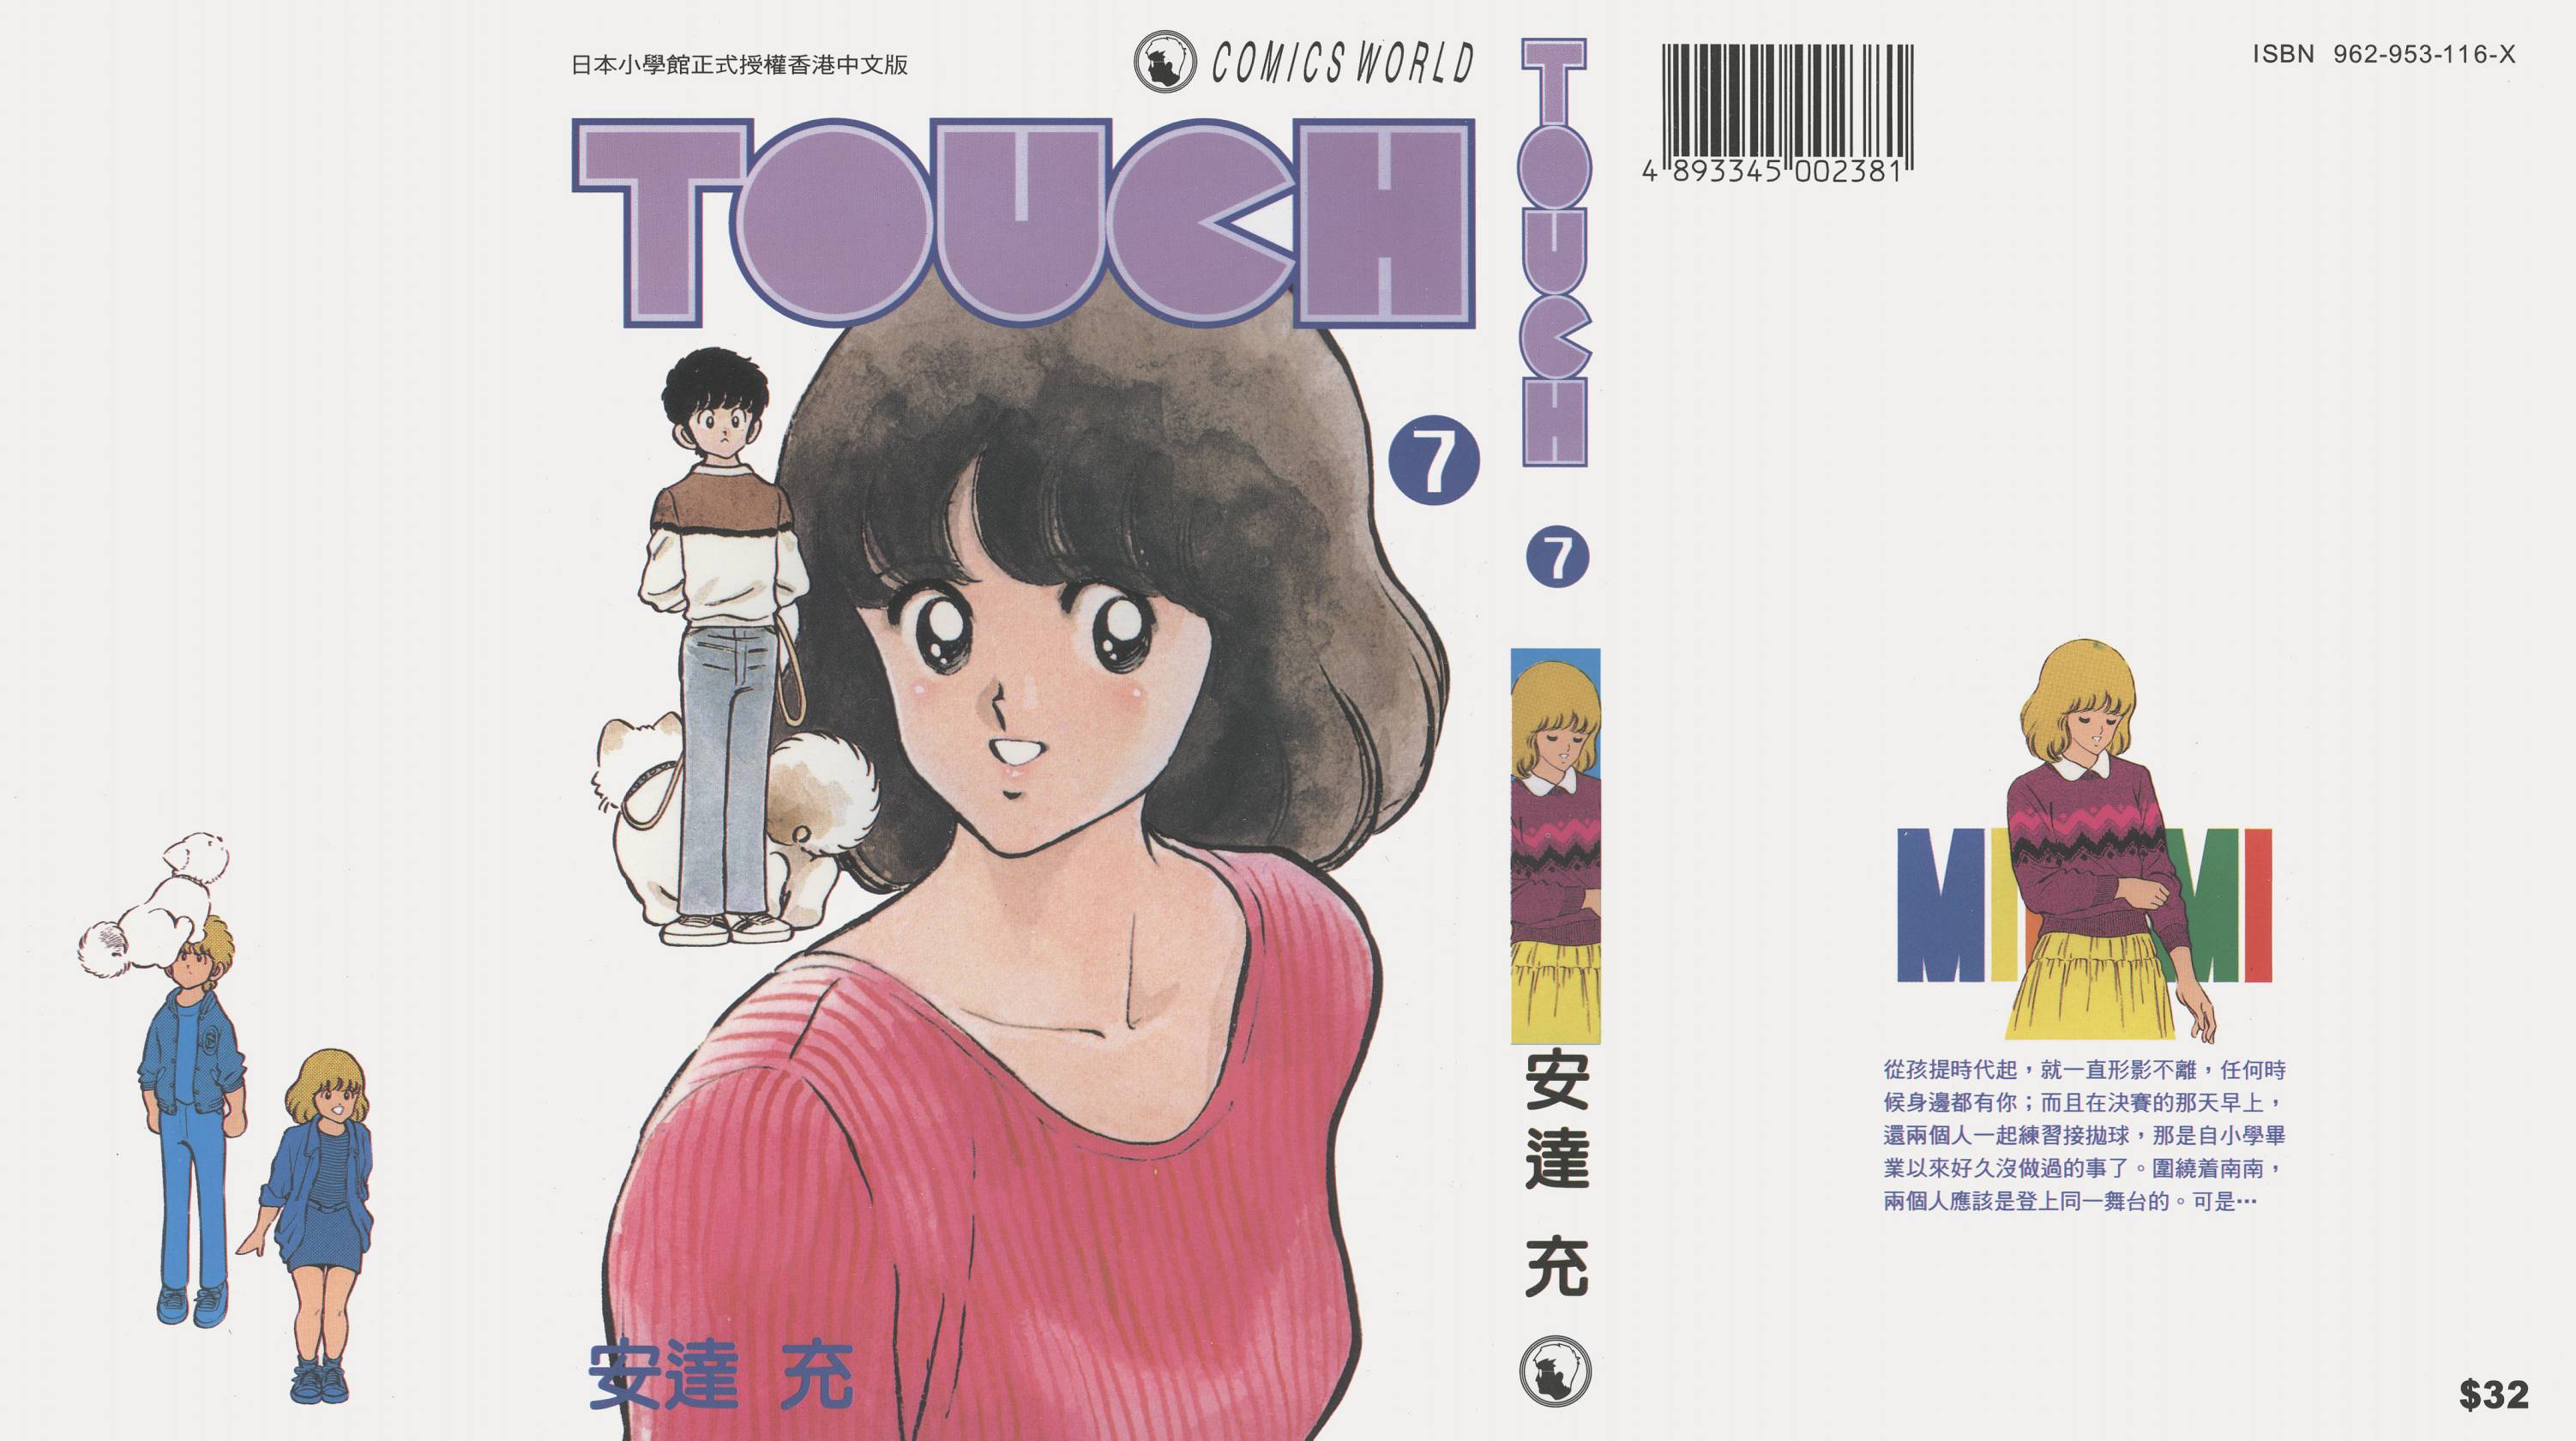 日本小學館正式授權香港中文版
COMICS WORLD
TOUCH
7
安達 充
TOUCH
7
安達 充
4 893345 002381
ISBN 962-953-116-X
MI MI
從孩提時代起，就一直形影不離，任何時
候身邊都有你；而且在決賽的那天早上，
還兩個人一起練習接拋球，那是自小學畢
業以來好久沒做過的事了。圍繞着南南，
兩個人應該是登上同一舞台的。可是…
$32